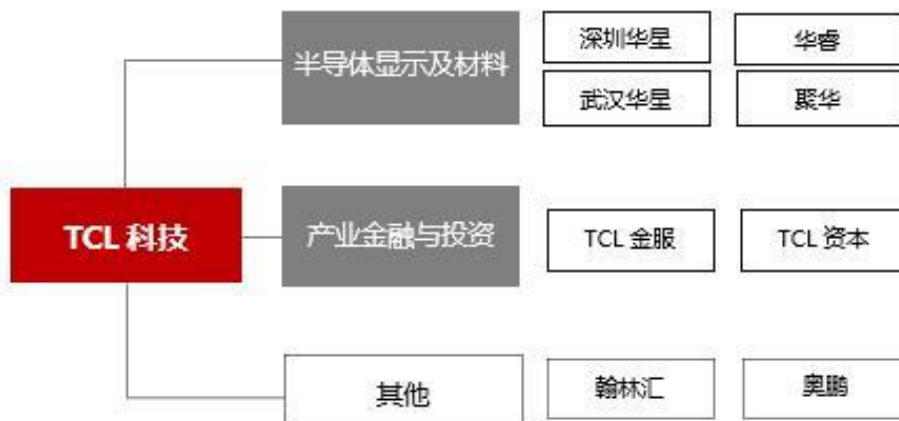 深圳华星
华睿
半导体显示及材料
武汉华星
聚华
TCL 科技
产业金融与投资
TCL 金服
TCL 资本
其他
翰林汇
奥鹏